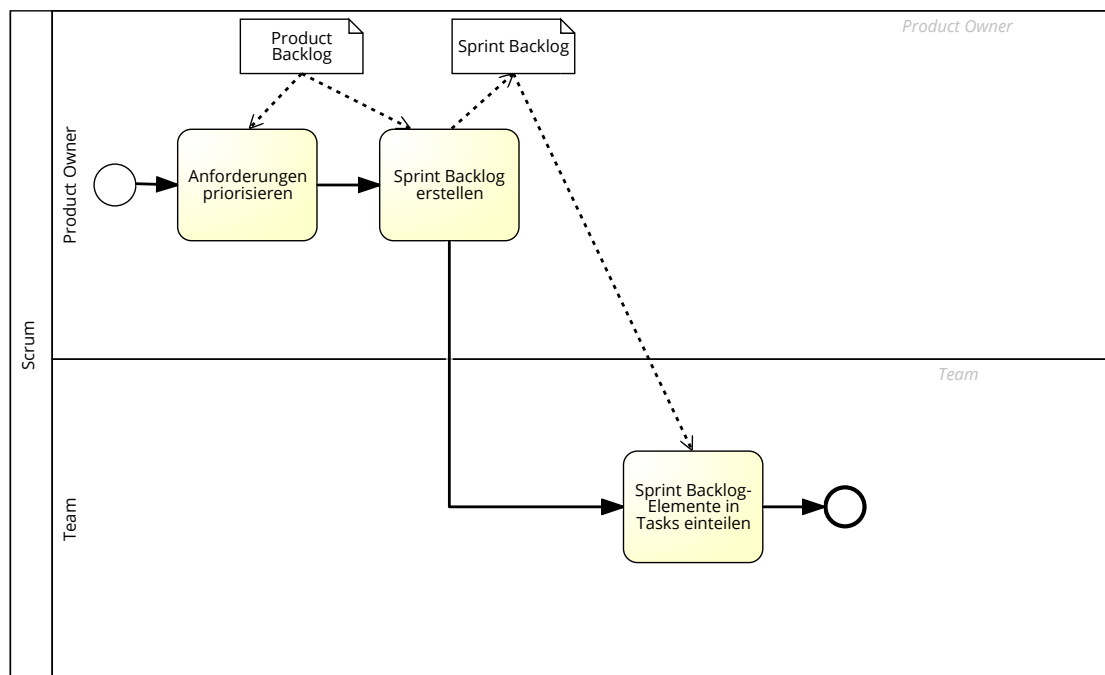 Product Owner
Product
Backlog
Sprint Backlog
Product Owner
Anforderungen
priorisieren
Sprint Backlog
erstellen
Scrum
Team
Team
Sprint Backlog-
Elemente in
Tasks einteilen